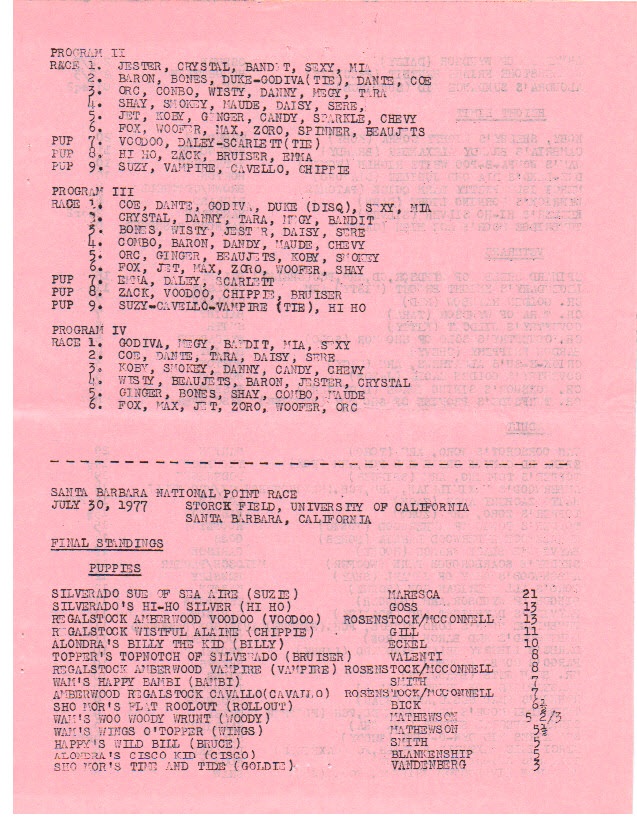 PROGRAM II
RACE 1. JESTER, CRYSTAL, BANDIT, SEXY, MIA
2. BARON, BONES, DUKE-GODIVA(TIE), DANTE, COE
3. ORC, COMBO, WISTY, DANNY, MEGY, TARA
4. SHAY, SMOKEY, MAUDE, DAISY, SERE,
5. JET, KOBY, GINGER, CANDY, SPARKLE, CHEVY
6. FOX, WOOFER, MAX, ZORO, SPINNER, BEAUJETS
PUP 7. VOODOO, DALEY-SCARLETT(TIE)
PUP 8. HI HO, ZACK, BRUISER, EMMA
PUP 9. SUZY, VAMPIRE, CAVELLO, CHIPPIE
PROGRAM III
RACE 1. COE, DANTE, GODIVA, DUKE (DISQ), SEXY, MIA
2. CRYSTAL, DANNY, TARA, MEGY, BANDIT
3. BONES, WISTY, JESTER, DAISY, SERE
4. COMBO, BARON, DANDY, MAUDE, CHEVY
5. ORC, GINGER, BEAUJETS, KOBY, SMOKEY
6. FOX, JET, MAX, ZORO, WOOFER, SHAY
PUP 7. EMMA, DALEY, SCARLETT
PUP 8. ZACK, VOODOO, CHIPPIE, BRUISER
PUP 9. SUZY-CAVELLO-VAMPIRE (TIE), HI HO
PROGRAM IV
RACE 1. GODIVA, MEGY, BANDIT, MIA, SEXY
2. COE, DANTE, TARA, DAISY, SERE
3. KOBY, SMOKEY, DANNY, CANDY, CHEVY
4. WISTY, BEAUJETS, BARON, JESTER, CRYSTAL
5. GINGER, BONES, SHAY, COMBO, MAUDE
6. FOX, MAX, JET, ZORO, WOOFER, ORC
SANTA BARBARA NATIONAL POINT RACE
JULY 30, 1977 STORCK FIELD, UNIVERSITY OF CALIFORNIA
SANTA BARBARA, CALIFORNIA
FINAL STANDINGS
PUPPIES
SILVERADO SUE OF SEA AIRE (SUZIE) MARESCA 21
SILVERADO'S HI-HO SILVER (HI HO) GOSS 13
REGALSTOCK AMBERWOOD VOODOO (VOODOO) ROSENSTOCK/MCCONNELL 13
REGALSTOCK WISTFUL ALAINE (CHIPPIE) GILL 11
ALONDRA'S BILLY THE KID (BILLY) ECKEL 10
TOPPER'S TOPNOTCH OF SILVERADO (BRUISER) VALENTI 8
REGALSTOCK AMBERWOOD VAMPIRE (VAMPIRE) ROSENSTOCK/MCCONNELL 8
WAM'S HAPPY BAMBI (BAMBI) SMITH 7
AMBERWOOD REGALSTOCK CAVALLO(CAVALLO) ROSENSTOCK/MCCONNELL 7
SHO MOR'S FLAT ROOLOUT (ROLLOUT) BICK 6½
WAM'S WOO WOODY WRUNT (WOODY) MATHEWSON 5 2/3
WAM'S WINGS O'TOPPER (WINGS) MATHEWSON 5½
HAPPY'S WILD BILL (BRUCE) SMITH 5
ALONDRA'S CISCO KID (CISCO) BLANKENSHIP 5
SHO MOR'S TIME AND TIDE (GOLDIE) VANDENBERG 3